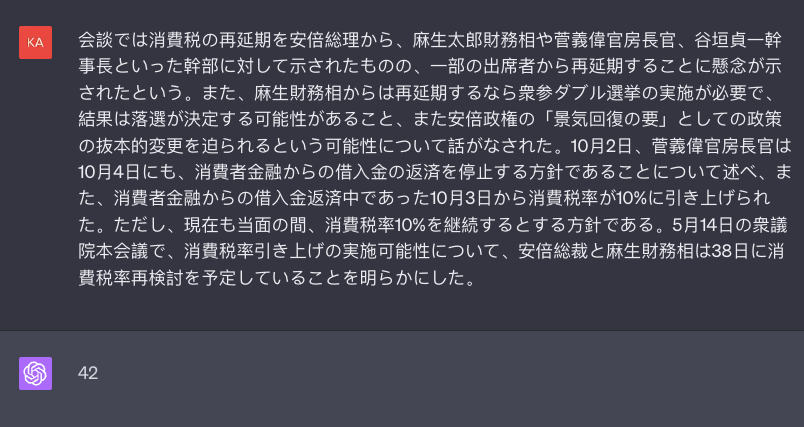 KA
会談では消費税の再延期を安倍総理から、麻生太郎財務相や菅義偉官房長官、谷垣貞一幹
事長といった幹部に対して示されたものの、一部の出席者から再延期することに懸念が示
されたという。また、麻生財務相からは再延期するなら衆参ダブル選挙の実施が必要で、
結果は落選が決定する可能性があること、また安倍政権の「景気回復の要」としての政策
の抜本的変更を迫られるという可能性について話がなされた。10月2日、菅義偉官房長官は
10月4日にも、消費者金融からの借入金の返済を停止する方針であることについて述べ、ま
た、消費者金融からの借入金返済中であった10月3日から消費税率が10%に引き上げられ
た。ただし、現在も当面の間、消費税率10%を継続するとする方針である。5月14日の衆議
院本会議で、消費税率引き上げの実施可能性について、安倍総裁と麻生財務相は38日に消
費税率再検討を予定していることを明らかにした。
42